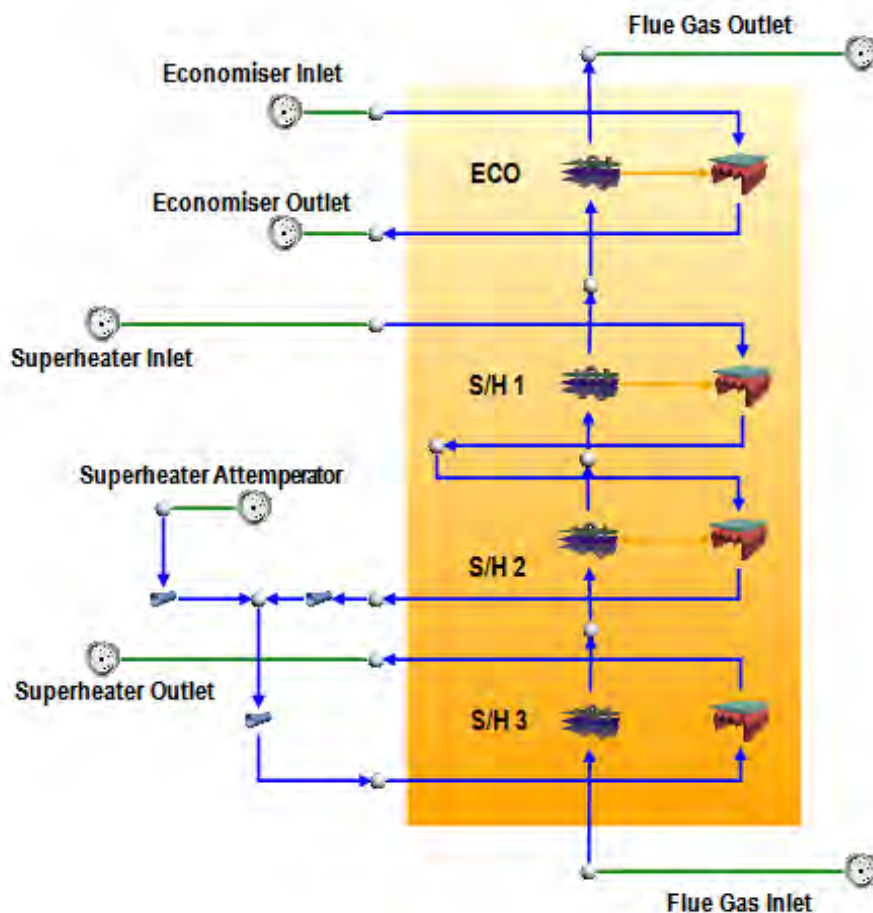 Flue Gas Outlet
Economiser Inlet
ECO
Economiser Outlet
Superheater Inlet
S/H 1
Superheater Attemperator
S/H 2
Superheater Outlet
S/H 3
Flue Gas Inlet